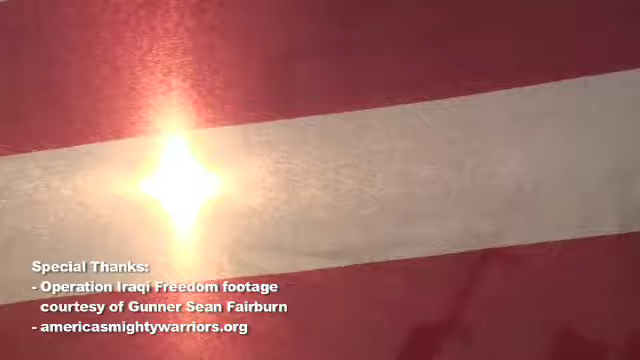 Special Thanks:
- Operation Iraqi Freedom footage
courtesy of Gunner Sean Fairburn
- americasmightywarriors.org